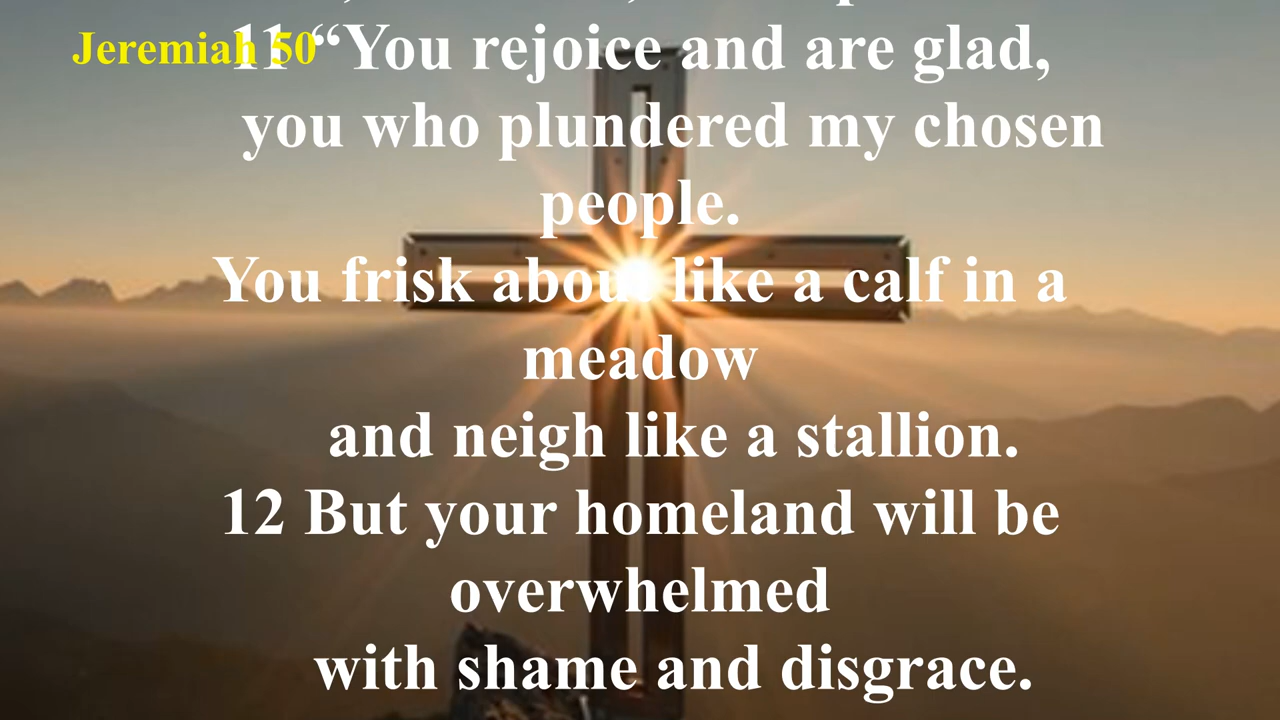 Jeremiah 50
11 “You rejoice and are glad,
you who plundered my chosen
people.
You frisk about like a calf in a
meadow
and neigh like a stallion.
12 But your homeland will be
overwhelmed
with shame and disgrace.